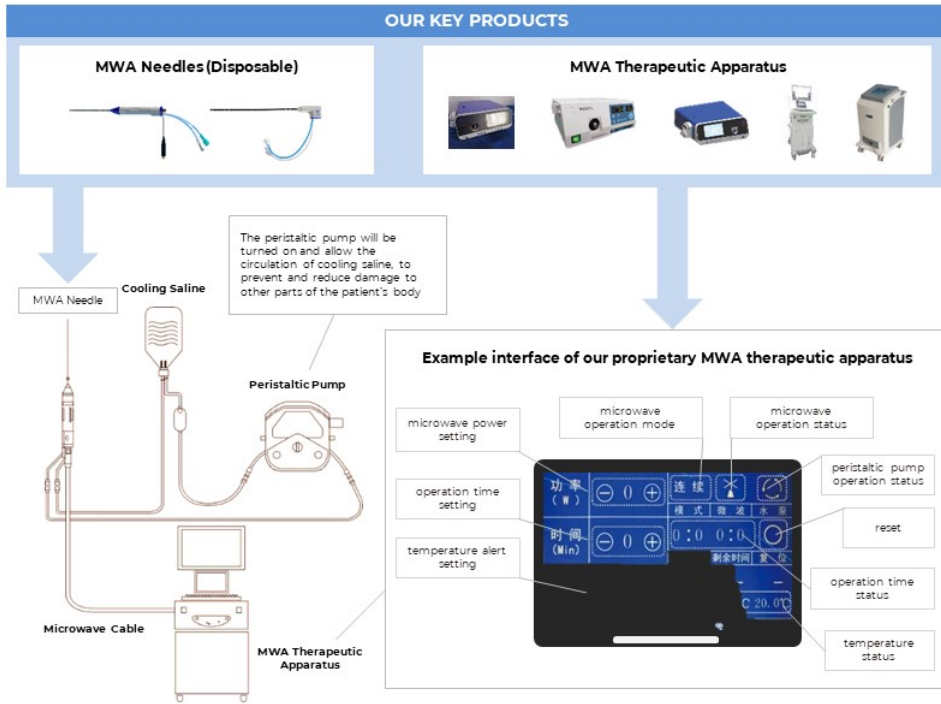 OUR KEY PRODUCTS
MWA Needles (Disposable)
MWA Therapeutic Apparatus
The peristaltic pump will be
turned on and allow the
circulation of cooling saline, to
prevent and reduce damage to
other parts of the patient's body
MWA Needle
Cooling Saline
Peristaltic Pump
Microwave Cable
MWA Therapeutic
Apparatus
Example interface of our proprietary MWA therapeutic apparatus
microwave power
setting
microwave
operation mode
microwave
operation status
operation time
setting
peristaltic pump
operation status
temperature alert
setting
reset
operation time
status
temperature
status
功率
(W)
0
连续
模式
微波
水泵
时间
(Min)
0
0:0 0:0
剩余时间
复位
C 20.0℃